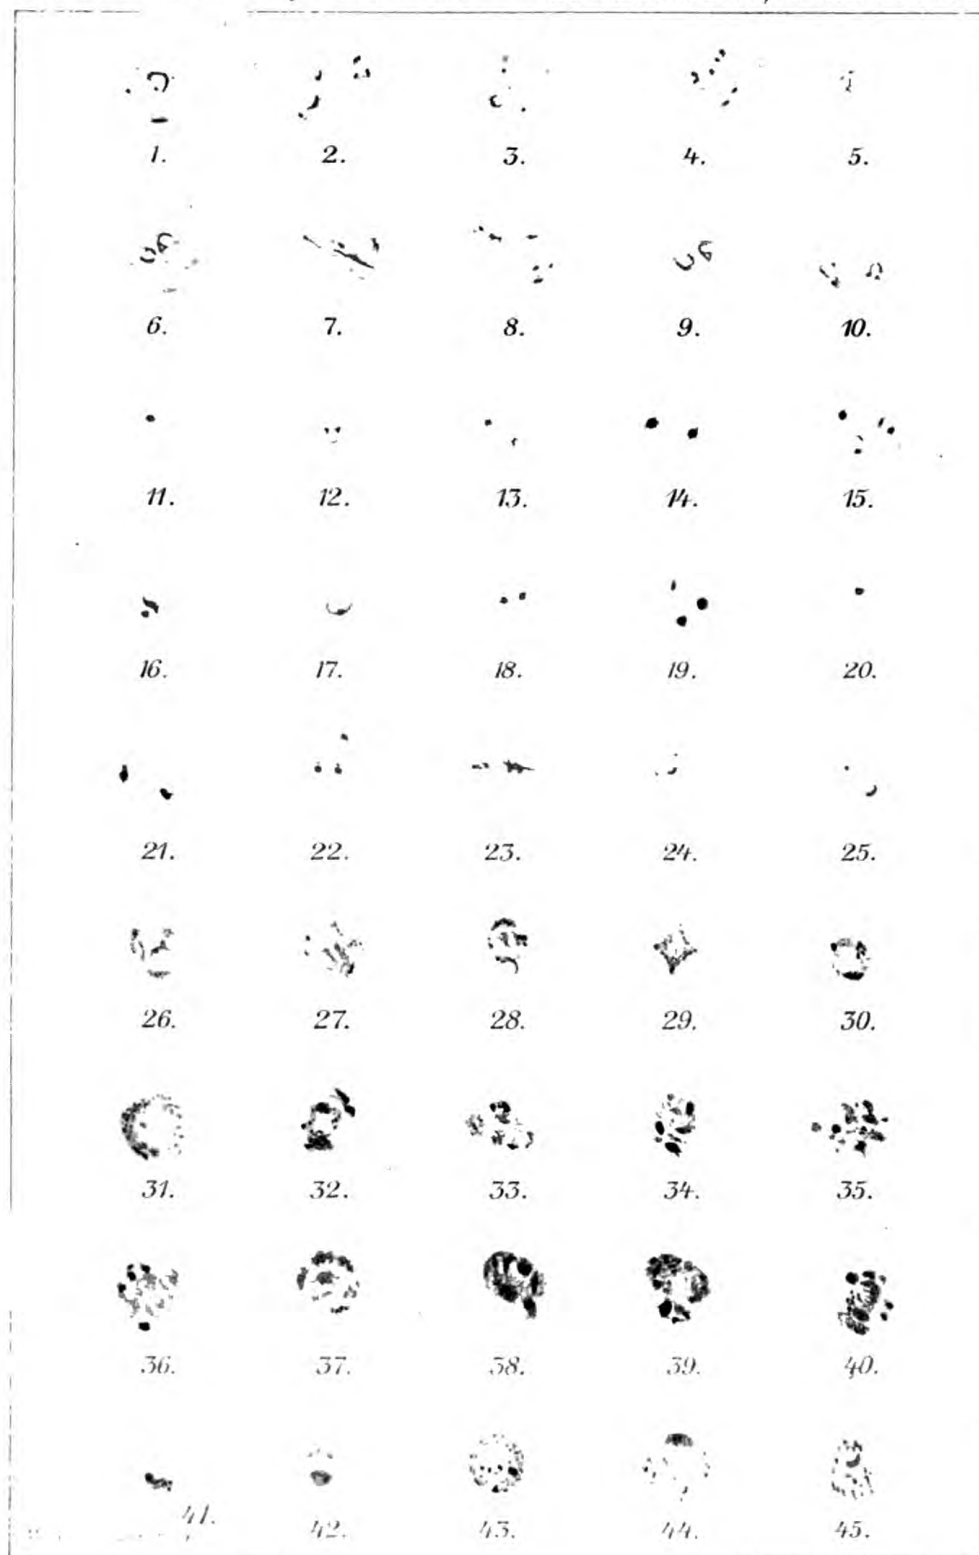 1. 2. 3. 4. 5.
6. 7. 8. 9. 10.
11. 12. 13. 14. 15.
16. 17. 18. 19. 20.
21. 22. 23. 24. 25.
26. 27. 28. 29. 30.
31. 32. 33. 34. 35.
36. 37. 38. 39. 40.
41. 42. 43. 44. 45.